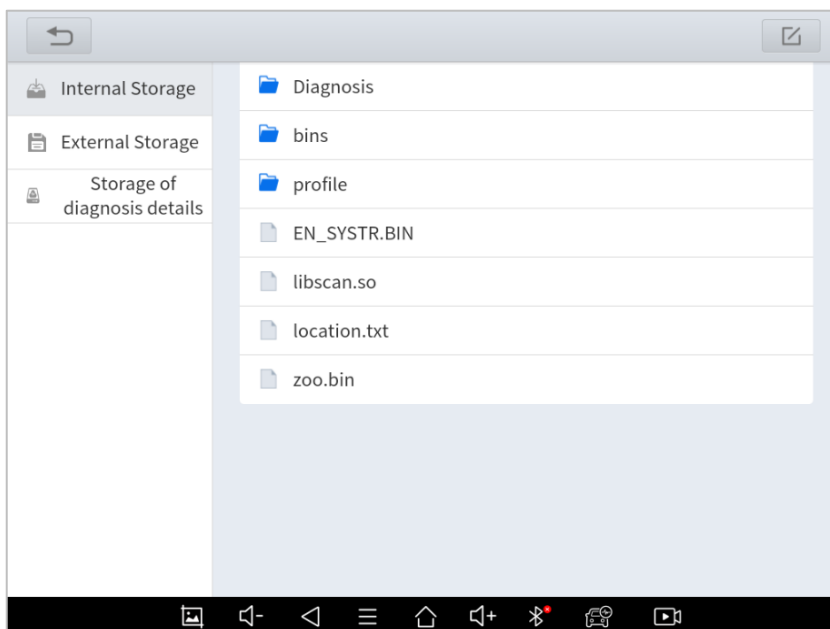 Internal Storage
External Storage
Storage of
diagnosis details
Diagnosis
bins
profile
EN_SYSTR.BIN
libscan.so
location.txt
zoo.bin